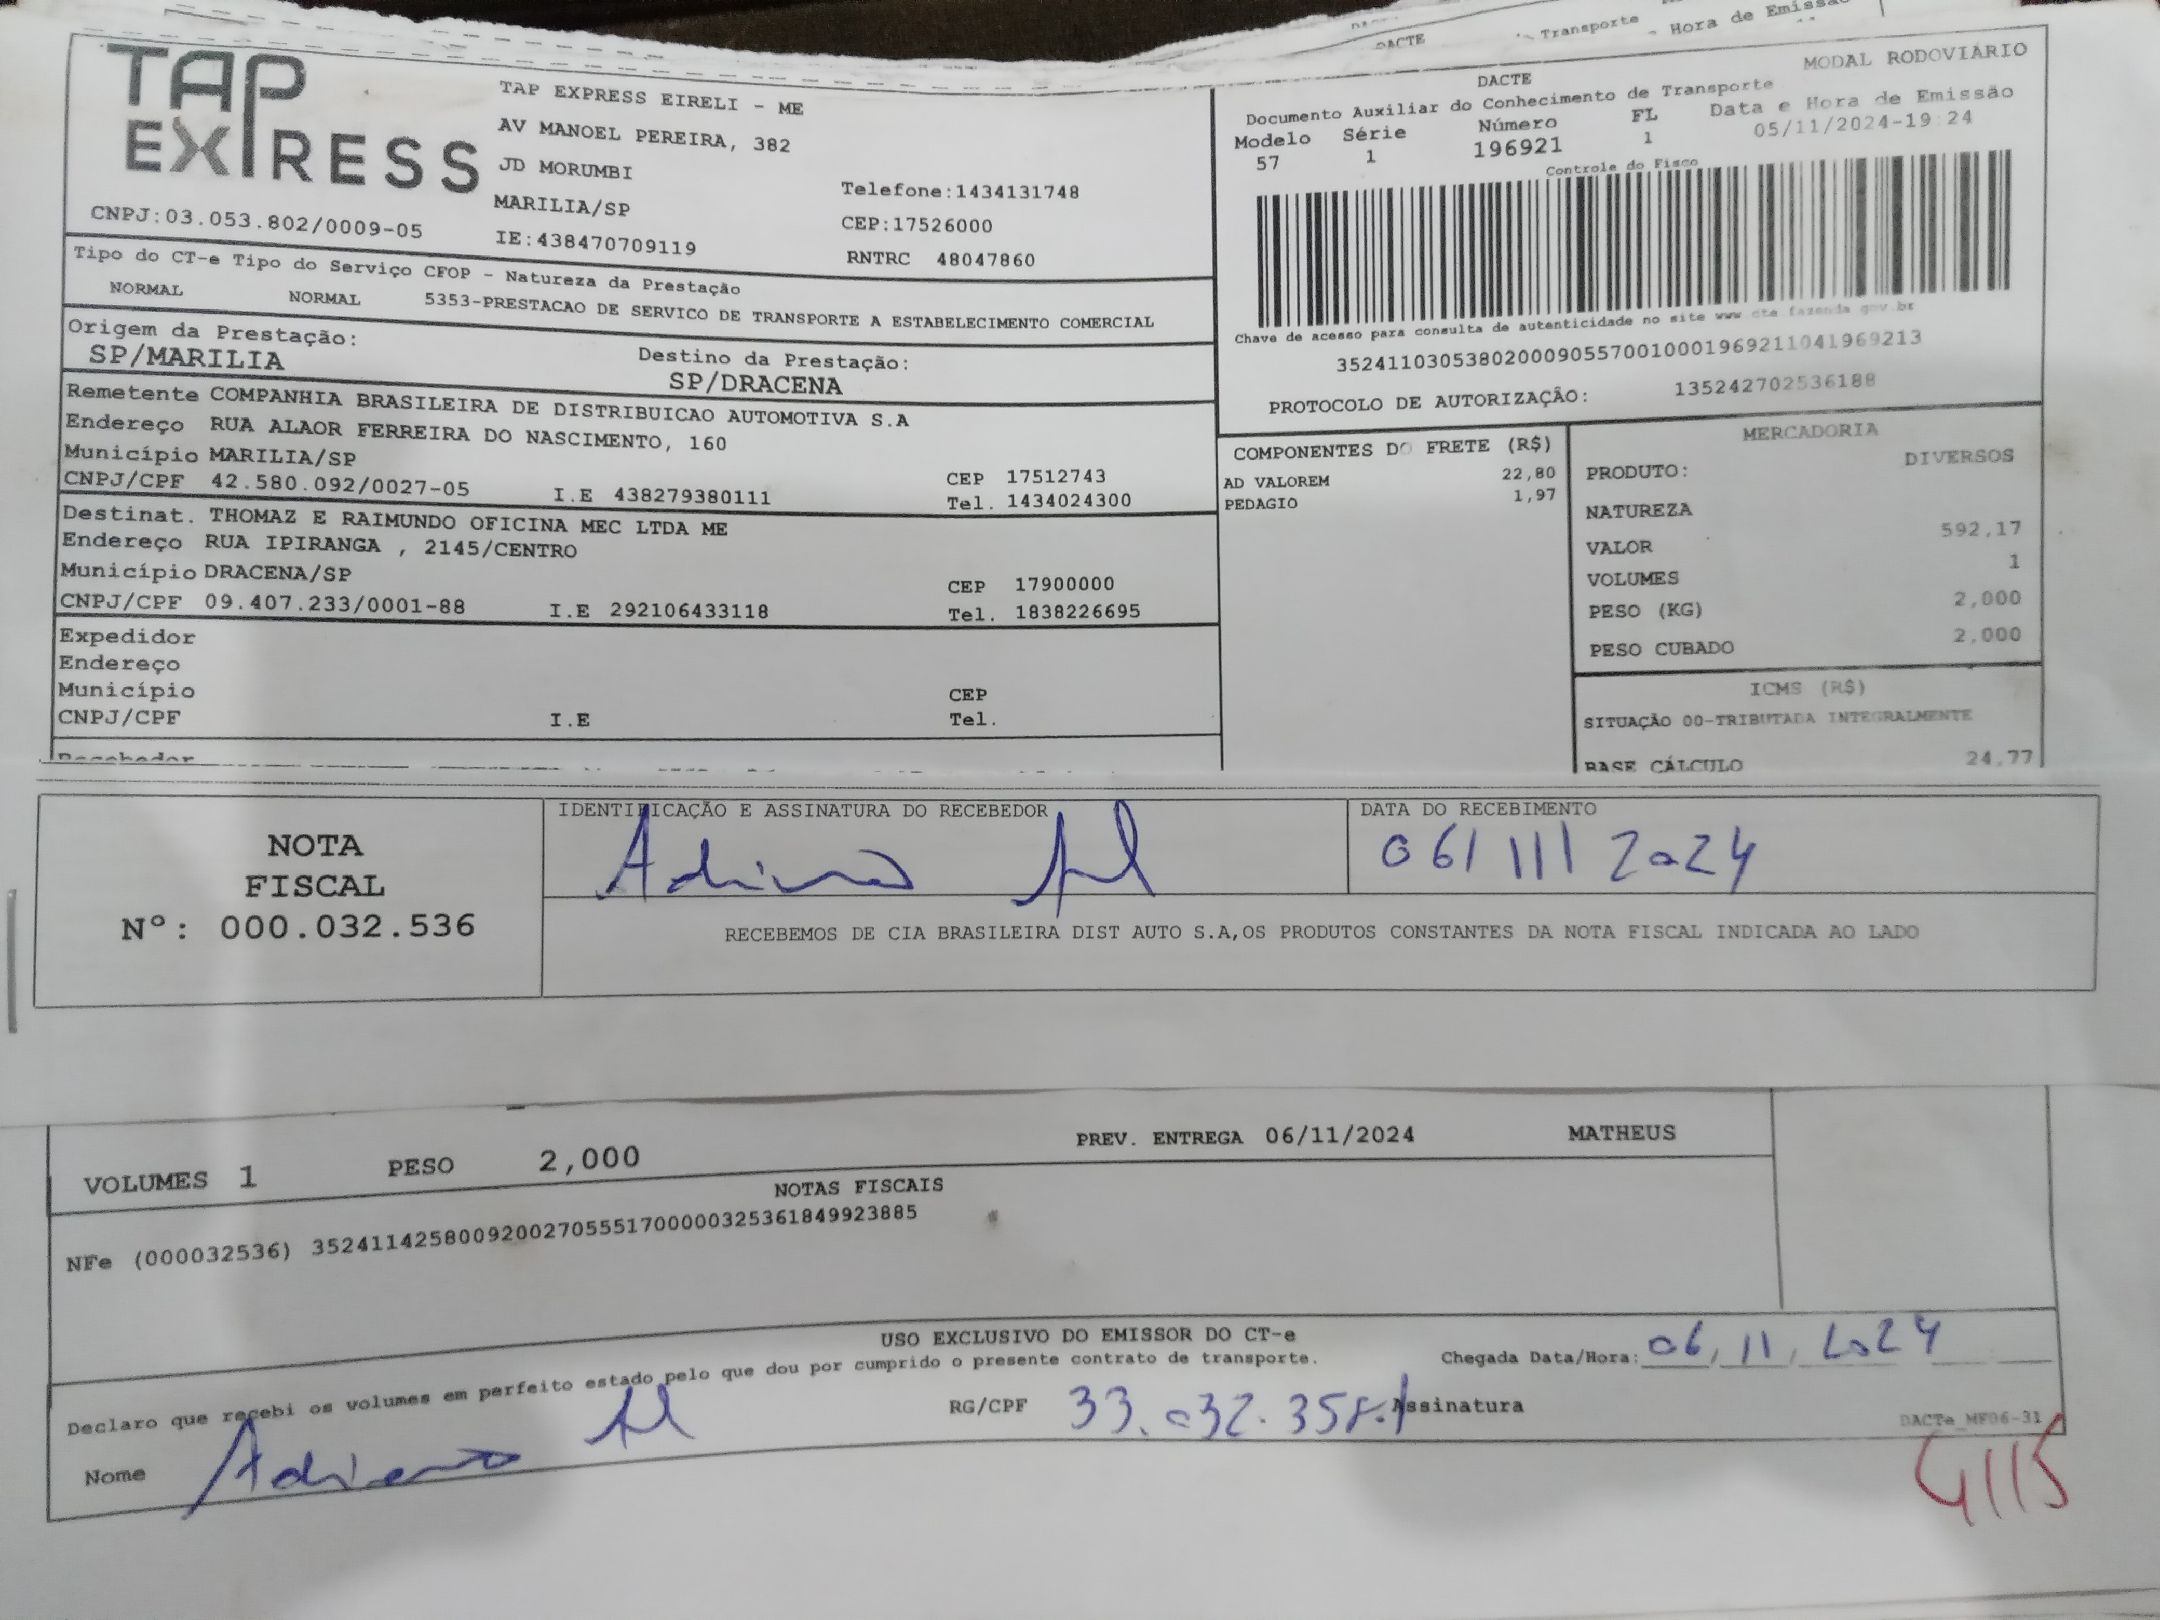 DACTE Transporte Hora de Emissão
TAP EXPRESS
TAP EXPRESS EIRELI - ME
AV MANOEL PEREIRA, 382
JD MORUMBI
MARILIA/SP
IE:438470709119
Telefone:1434131748
CEP:17526000
RNTRC 48047860
CNPJ:03.053.802/0009-05
MODAL RODOVIÁRIO
DACTE
Documento Auxiliar do Conhecimento de Transporte
Modelo Série Número FL Data e Hora de Emissão
57 1 196921 1 05/11/2024-19:24
Controle do Fisco
Chave de acesso para consulta de autenticidade no site www cte fazenda gov.br
35241103053802000905570010001969211041969213
PROTOCOLO DE AUTORIZAÇÃO: 135242702536188
Tipo do CT-e Tipo do Serviço CFOP - Natureza da Prestação
NORMAL NORMAL 5353-PRESTACAO DE SERVICO DE TRANSPORTE A ESTABELECIMENTO COMERCIAL
Origem da Prestação: Destino da Prestação:
SP/MARILIA SP/DRACENA
Remetente COMPANHIA BRASILEIRA DE DISTRIBUICAO AUTOMOTIVA S.A
Endereço RUA ALAOR FERREIRA DO NASCIMENTO, 160
Município MARILIA/SP CEP 17512743
CNPJ/CPF 42.580.092/0027-05 I.E 438279380111 Tel. 1434024300
Destinat. THOMAZ E RAIMUNDO OFICINA MEC LTDA ME
Endereço RUA IPIRANGA , 2145/CENTRO
Município DRACENA/SP CEP 17900000
CNPJ/CPF 09.407.233/0001-88 I.E 292106433118 Tel. 1838226695
Expedidor
Endereço
Município CEP
CNPJ/CPF I.E Tel.
COMPONENTES DO FRETE (R$)
AD VALOREM 22,80
PEDAGIO 1,97
MERCADORIA
PRODUTO: DIVERSOS
NATUREZA
VALOR 592,17
VOLUMES 1
PESO (KG) 2,000
PESO CUBADO 2,000
ICMS (R$)
SITUAÇÃO 00-TRIBUTADA INTEGRALMENTE
BASE CÁLCULO 24,77
NOTA
FISCAL
Nº: 000.032.536
IDENTIFICAÇÃO E ASSINATURA DO RECEBEDOR
DATA DO RECEBIMENTO
06/11/2024
RECEBEMOS DE CIA BRASILEIRA DIST AUTO S.A,OS PRODUTOS CONSTANTES DA NOTA FISCAL INDICADA AO LADO
VOLUMES 1 PESO 2,000 PREV. ENTREGA 06/11/2024 MATHEUS
NOTAS FISCAIS
NFe (000032536) 35241142580092002705551700000325361849923885
USO EXCLUSIVO DO EMISSOR DO CT-e
Declaro que recebi os volumes em perfeito estado pelo que dou por cumprido o presente contrato de transporte.
Chegada Data/Hora: 06, 11, 2024
RG/CPF Assinatura
DACTe_MF06-31
Nome